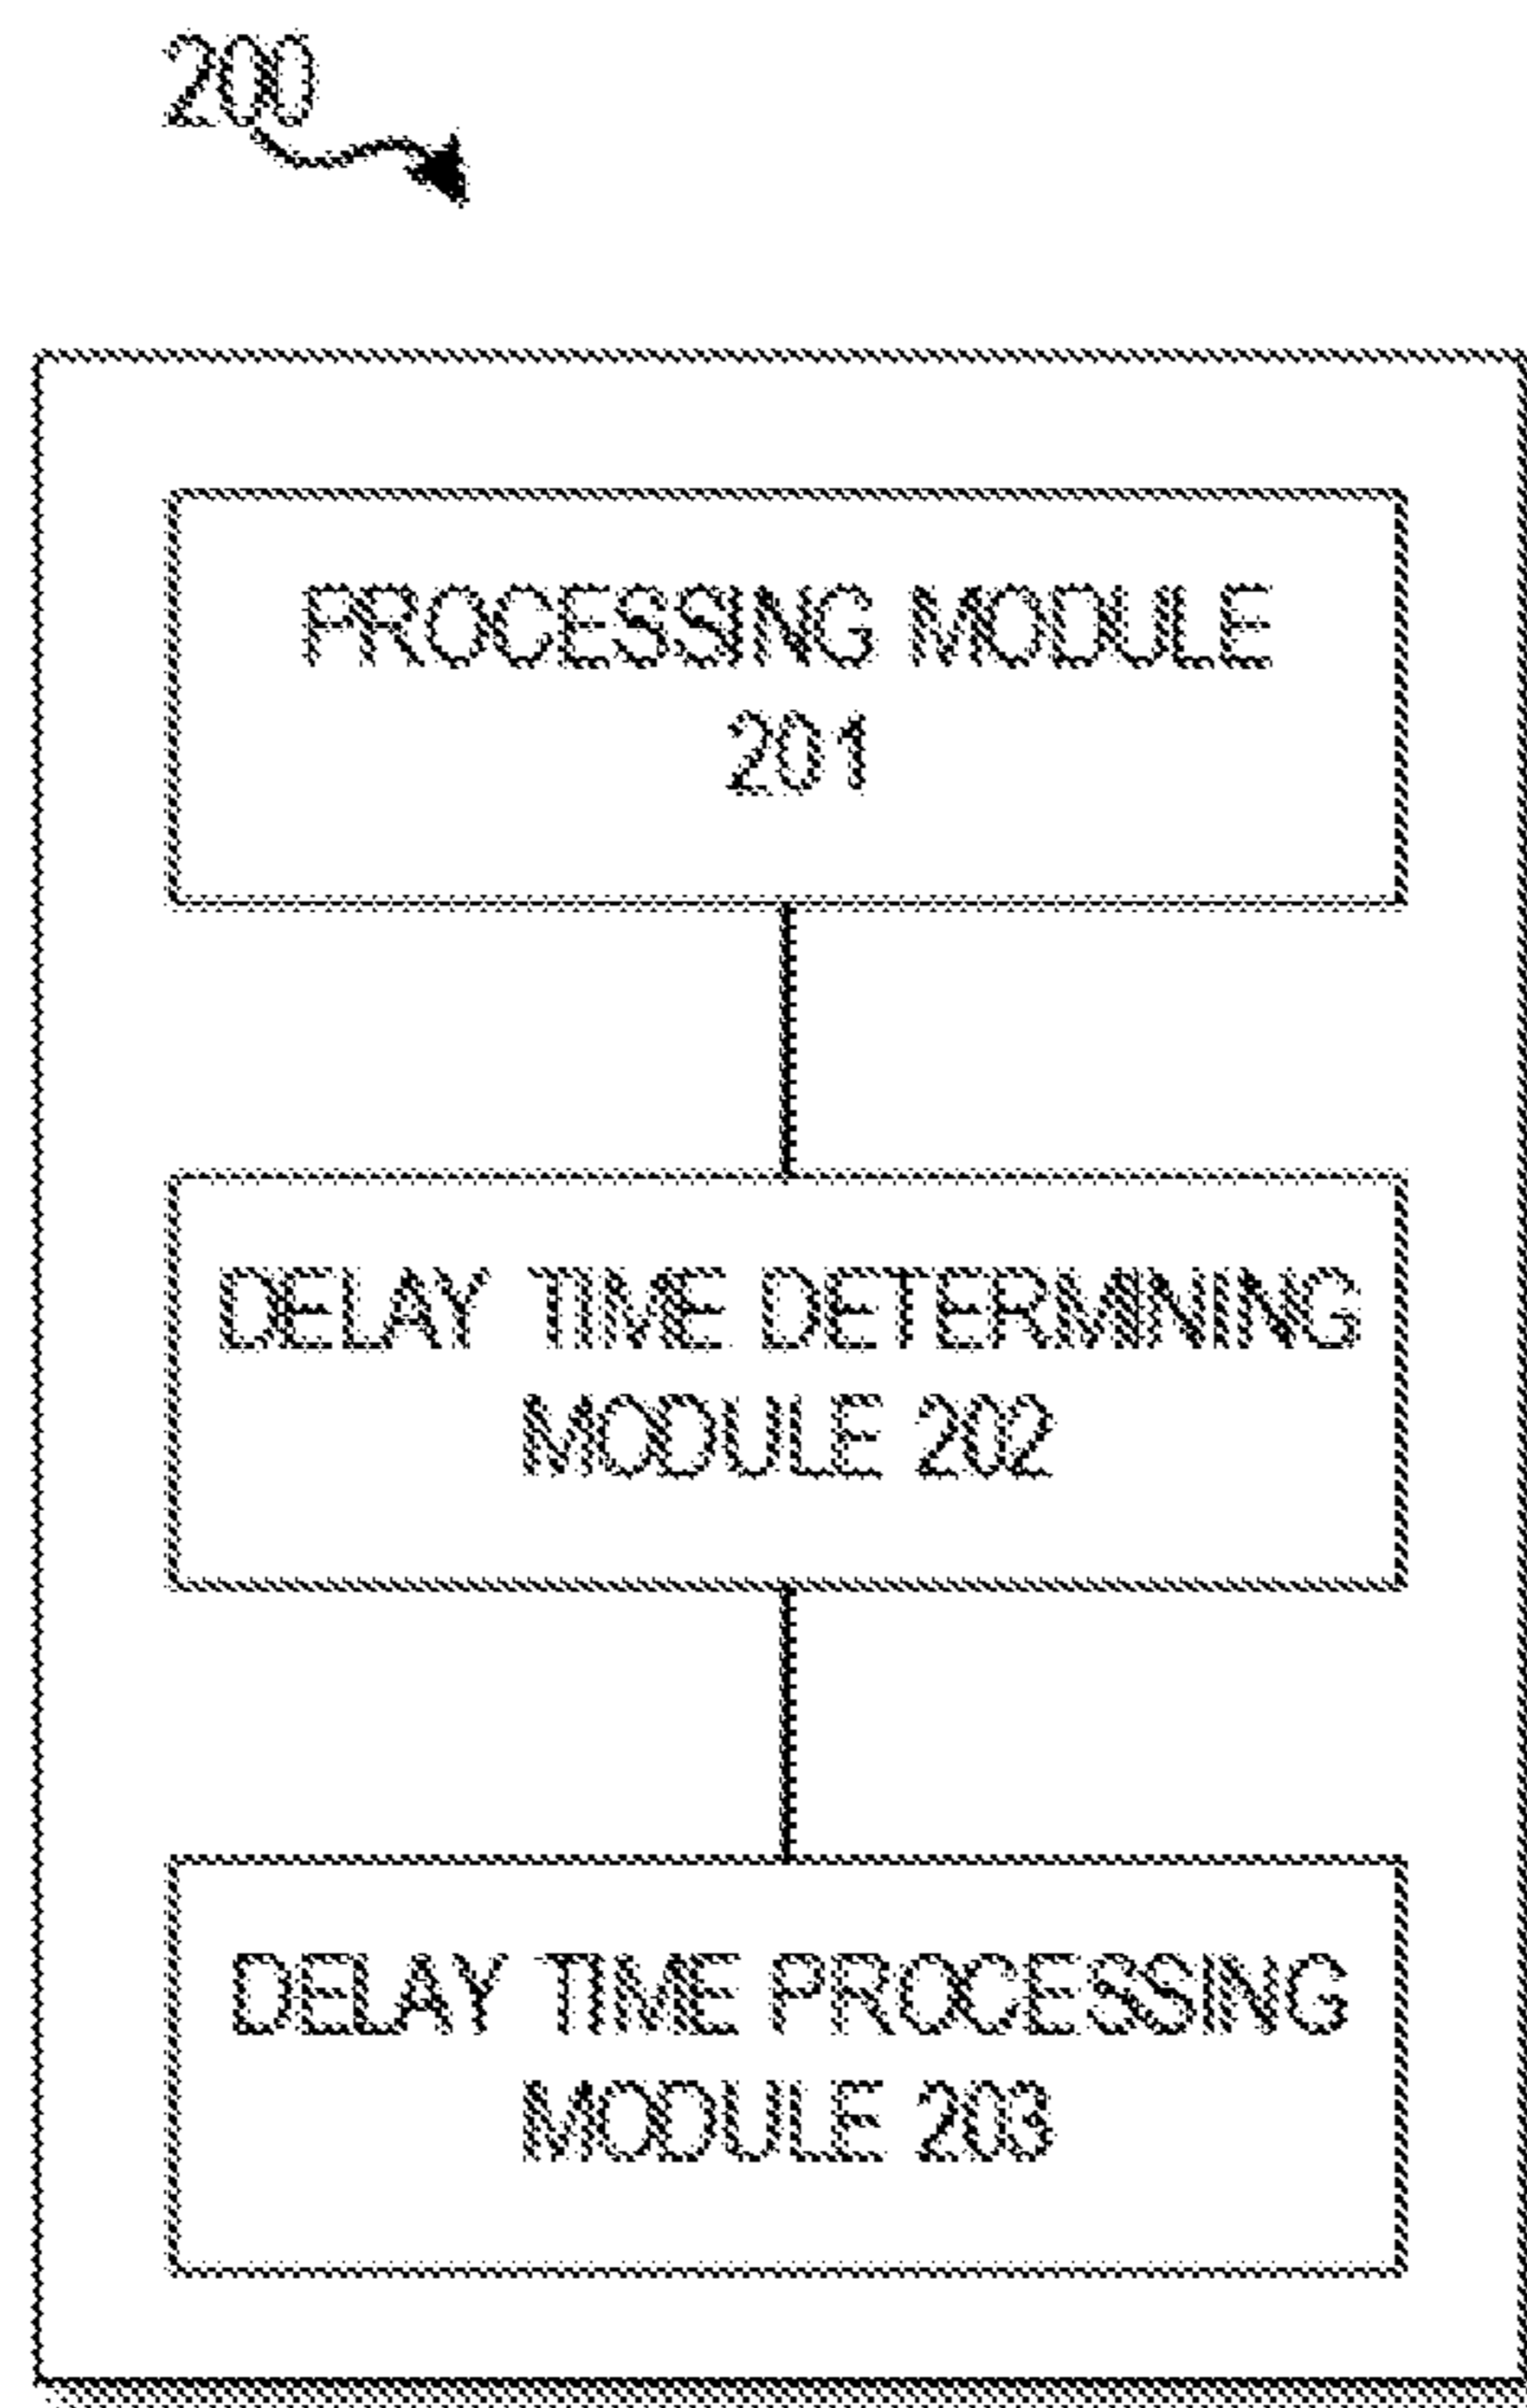 200
PROCESSING MODULE
201
DELAY TIME DETERMINING
MODULE 202
DELAY TIME PROCESSING
MODULE 203